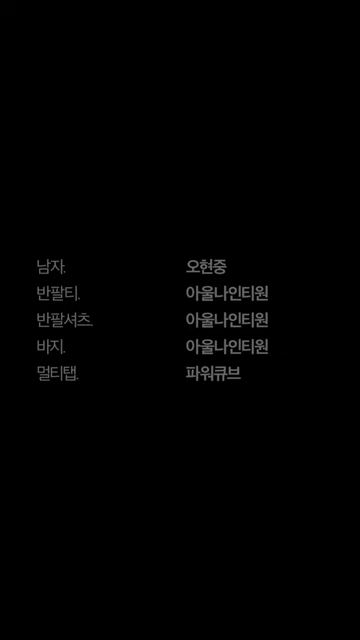 남자. 오현중
반팔티. 아울나인티원
반팔셔츠. 아울나인티원
바지. 아울나인티원
멀티탭. 파워큐브